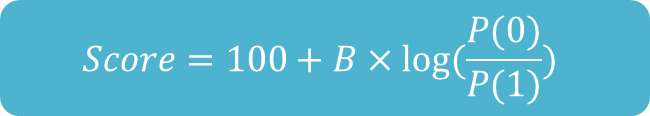 Score = 100 + B × log(P(0)/P(1))